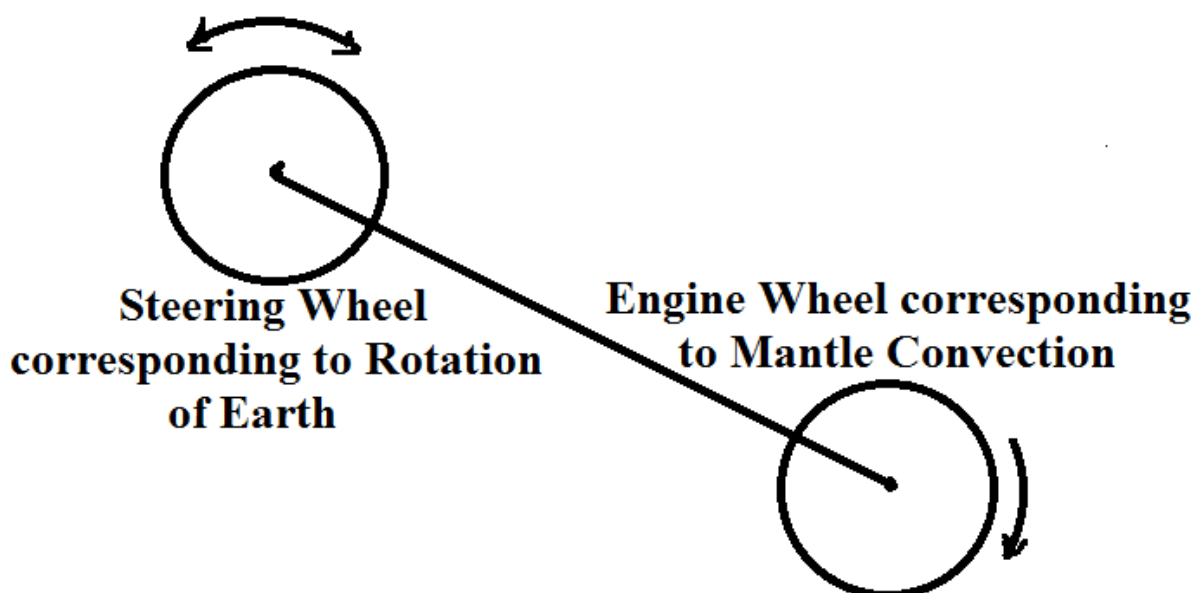 Steering Wheel
corresponding to Rotation
of Earth
Engine Wheel corresponding
to Mantle Convection